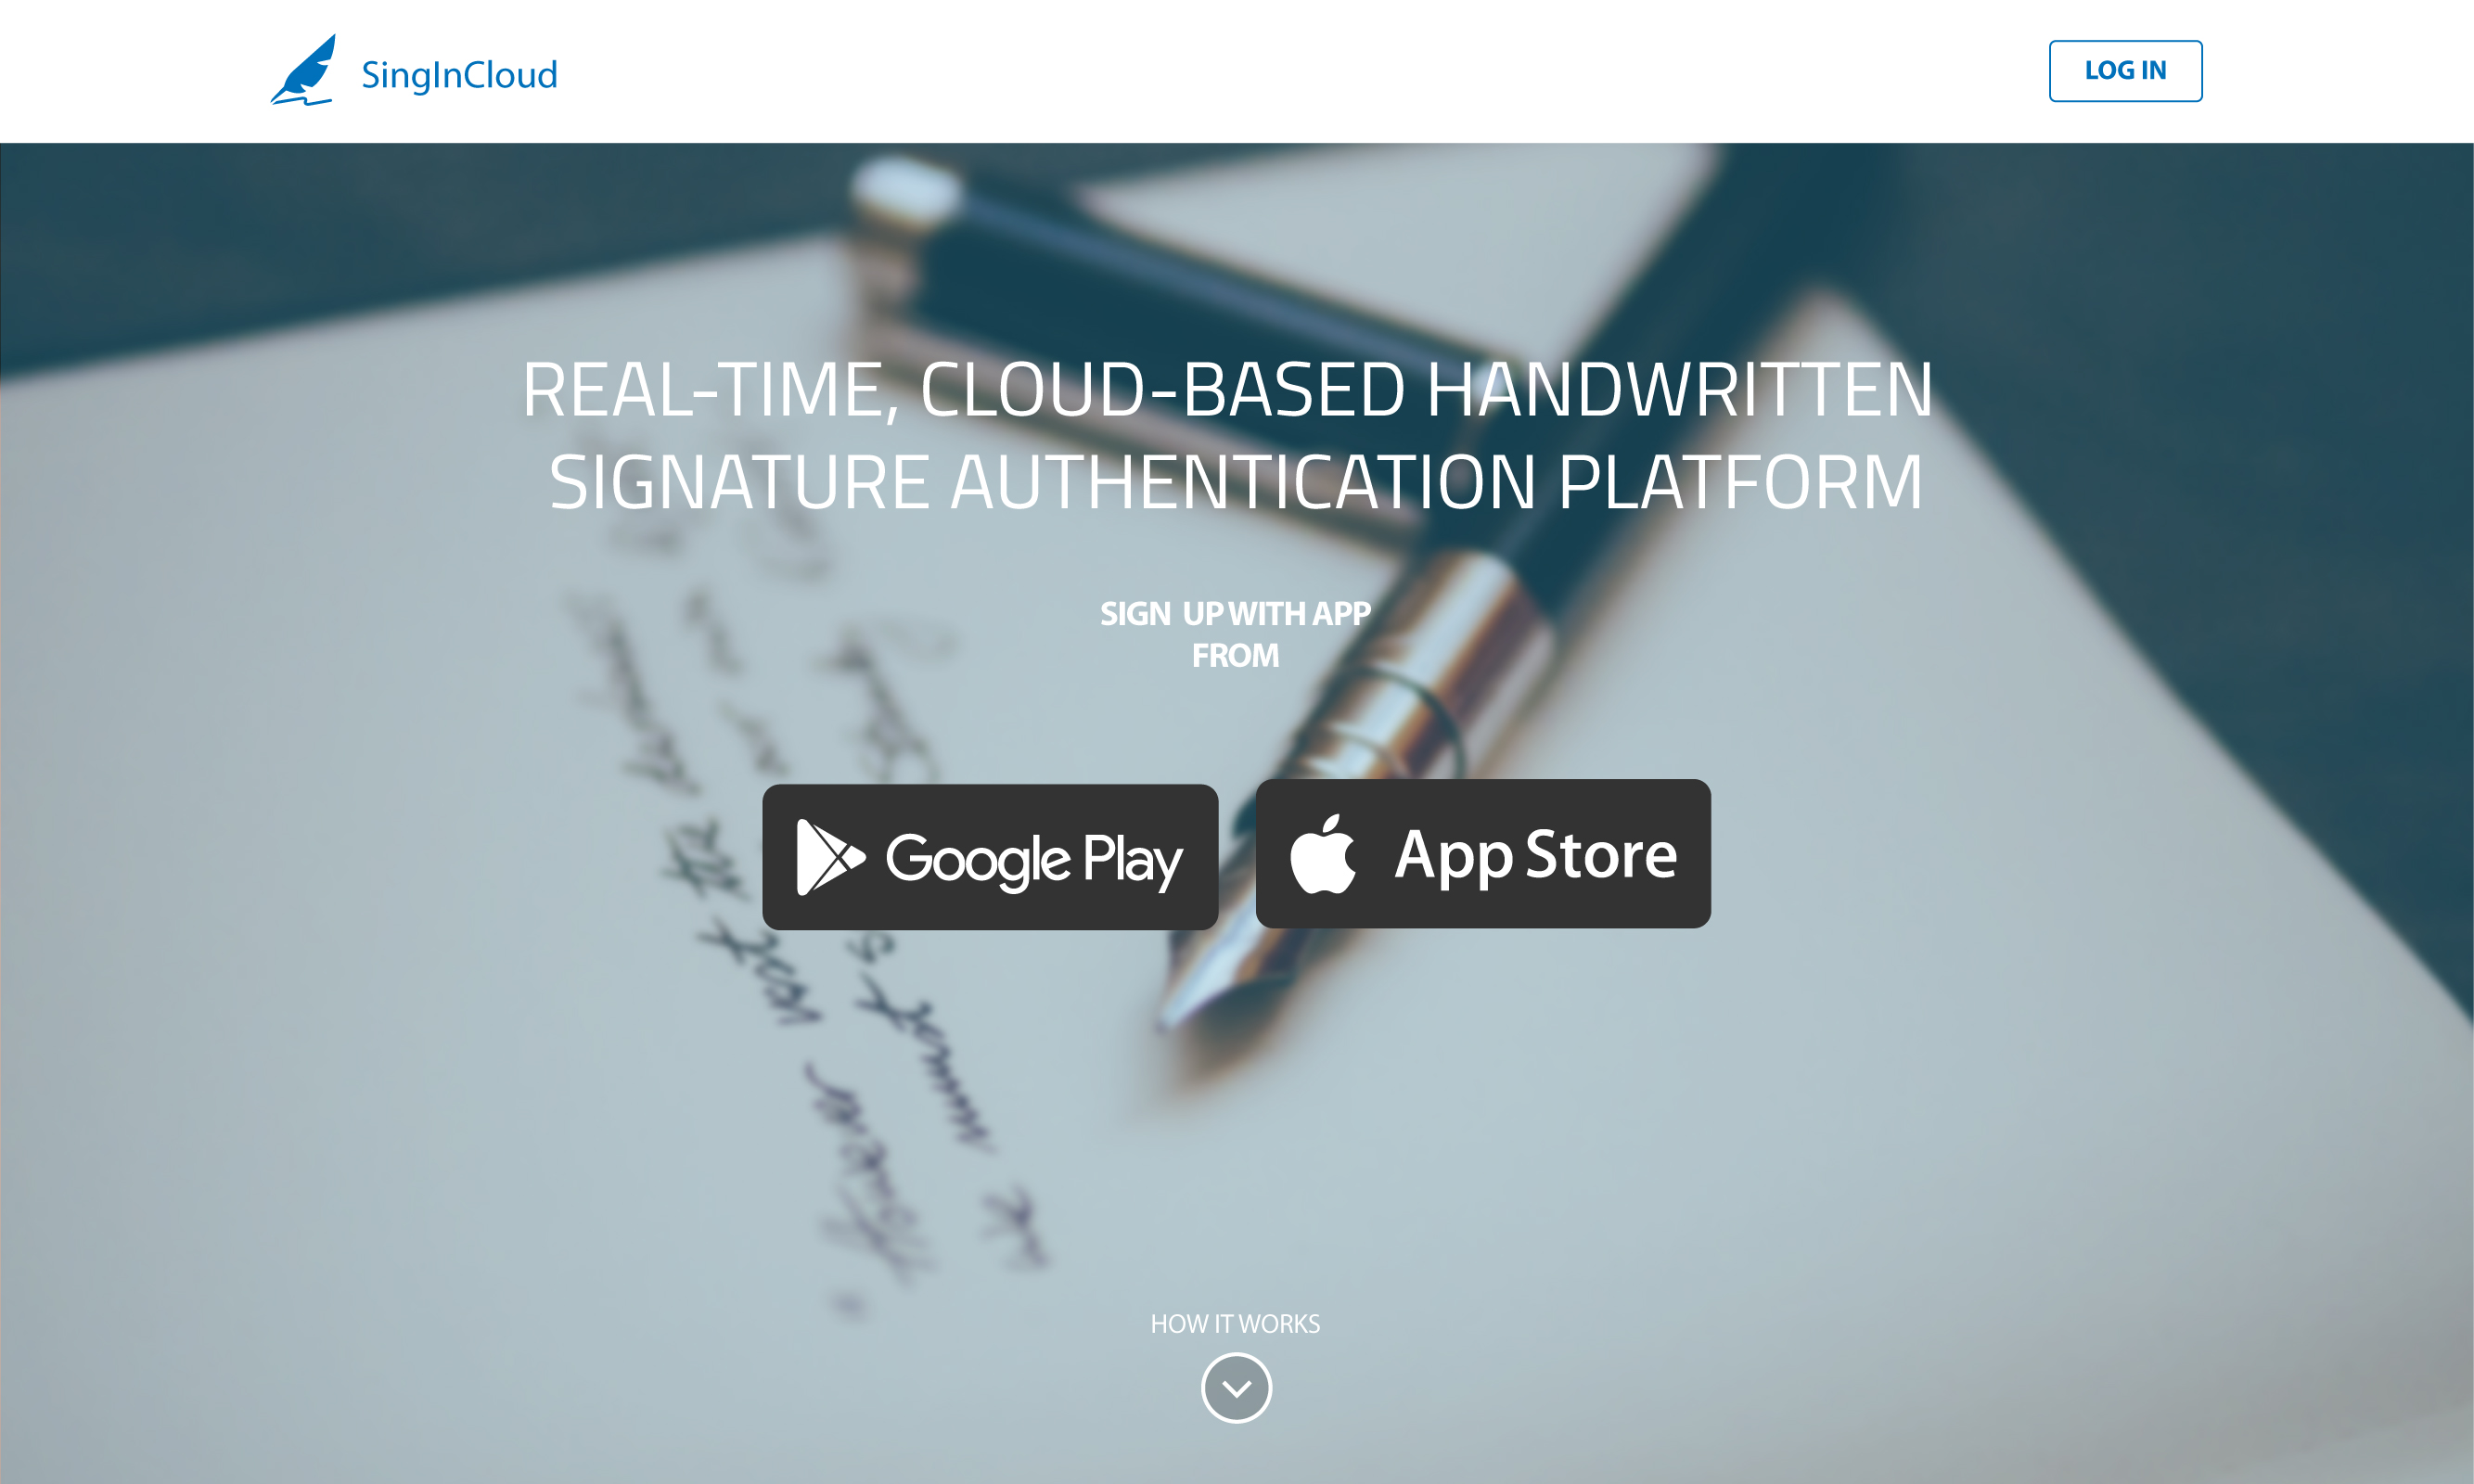 SingInCloud
LOG IN
REAL-TIME, CLOUD-BASED HANDWRITTEN
SIGNATURE AUTHENTICATION PLATFORM
SIGN UP WITH APP
FROM
Google Play
App Store
HOW IT WORKS